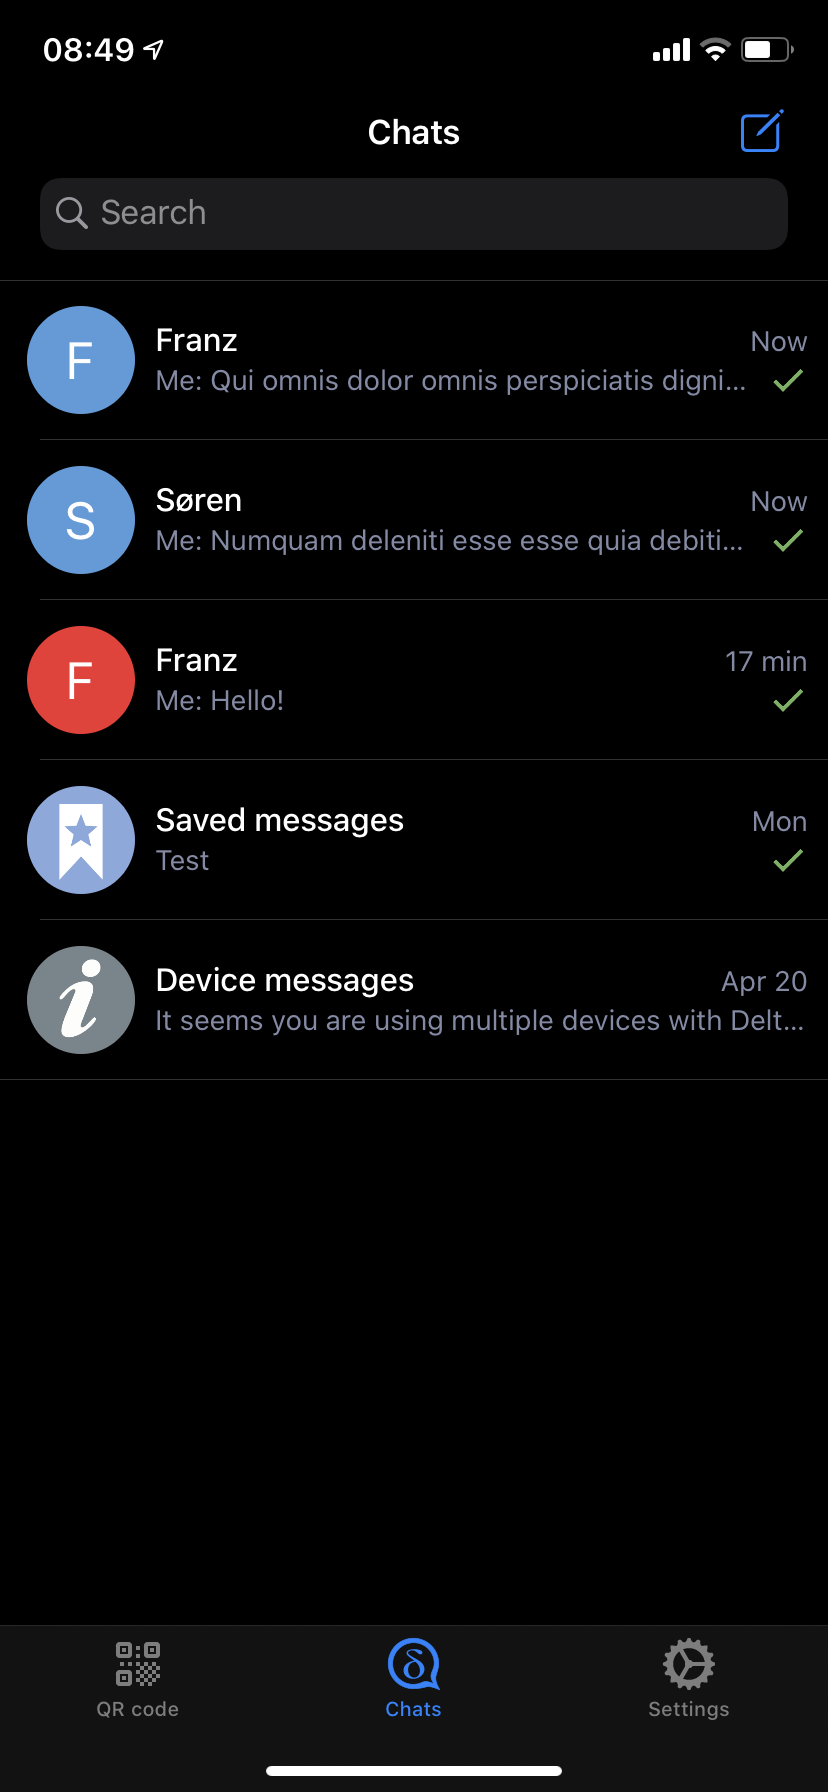 08:49
Chats
Search
F
Franz
Now
Me: Qui omnis dolor omnis perspiciatis digni...
S
Søren
Now
Me: Numquam deleniti esse esse quia debiti...
F
Franz
17 min
Me: Hello!
Saved messages
Mon
Test
i
Device messages
Apr 20
It seems you are using multiple devices with Delt...
QR code
Chats
Settings